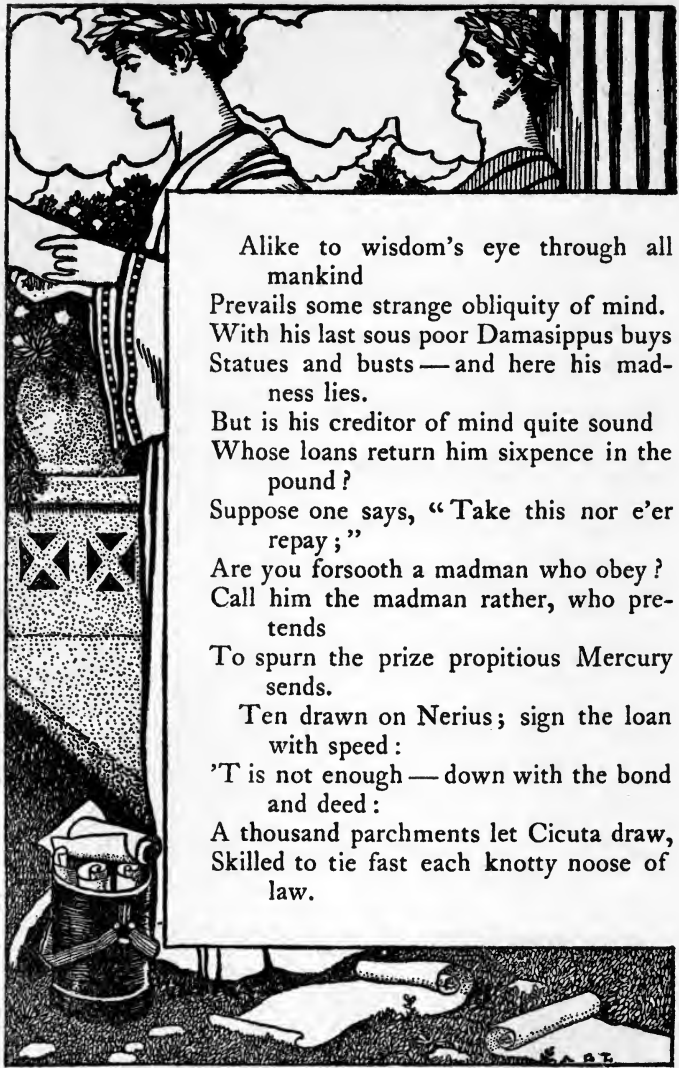 Alike to wisdom's eye through all
mankind
Prevails some strange obliquity of mind.
With his last sous poor Damasippus buys
Statues and busts — and here his mad-
ness lies.
But is his creditor of mind quite sound
Whose loans return him sixpence in the
pound ?
Suppose one says, “Take this nor e'er
repay ;”
Are you forsooth a madman who obey ?
Call him the madman rather, who pre-
tends
To spurn the prize propitious Mercury
sends.
Ten drawn on Nerius ; sign the loan
with speed :
'T is not enough — down with the bond
and deed :
A thousand parchments let Cicuta draw,
Skilled to tie fast each knotty noose of
law.